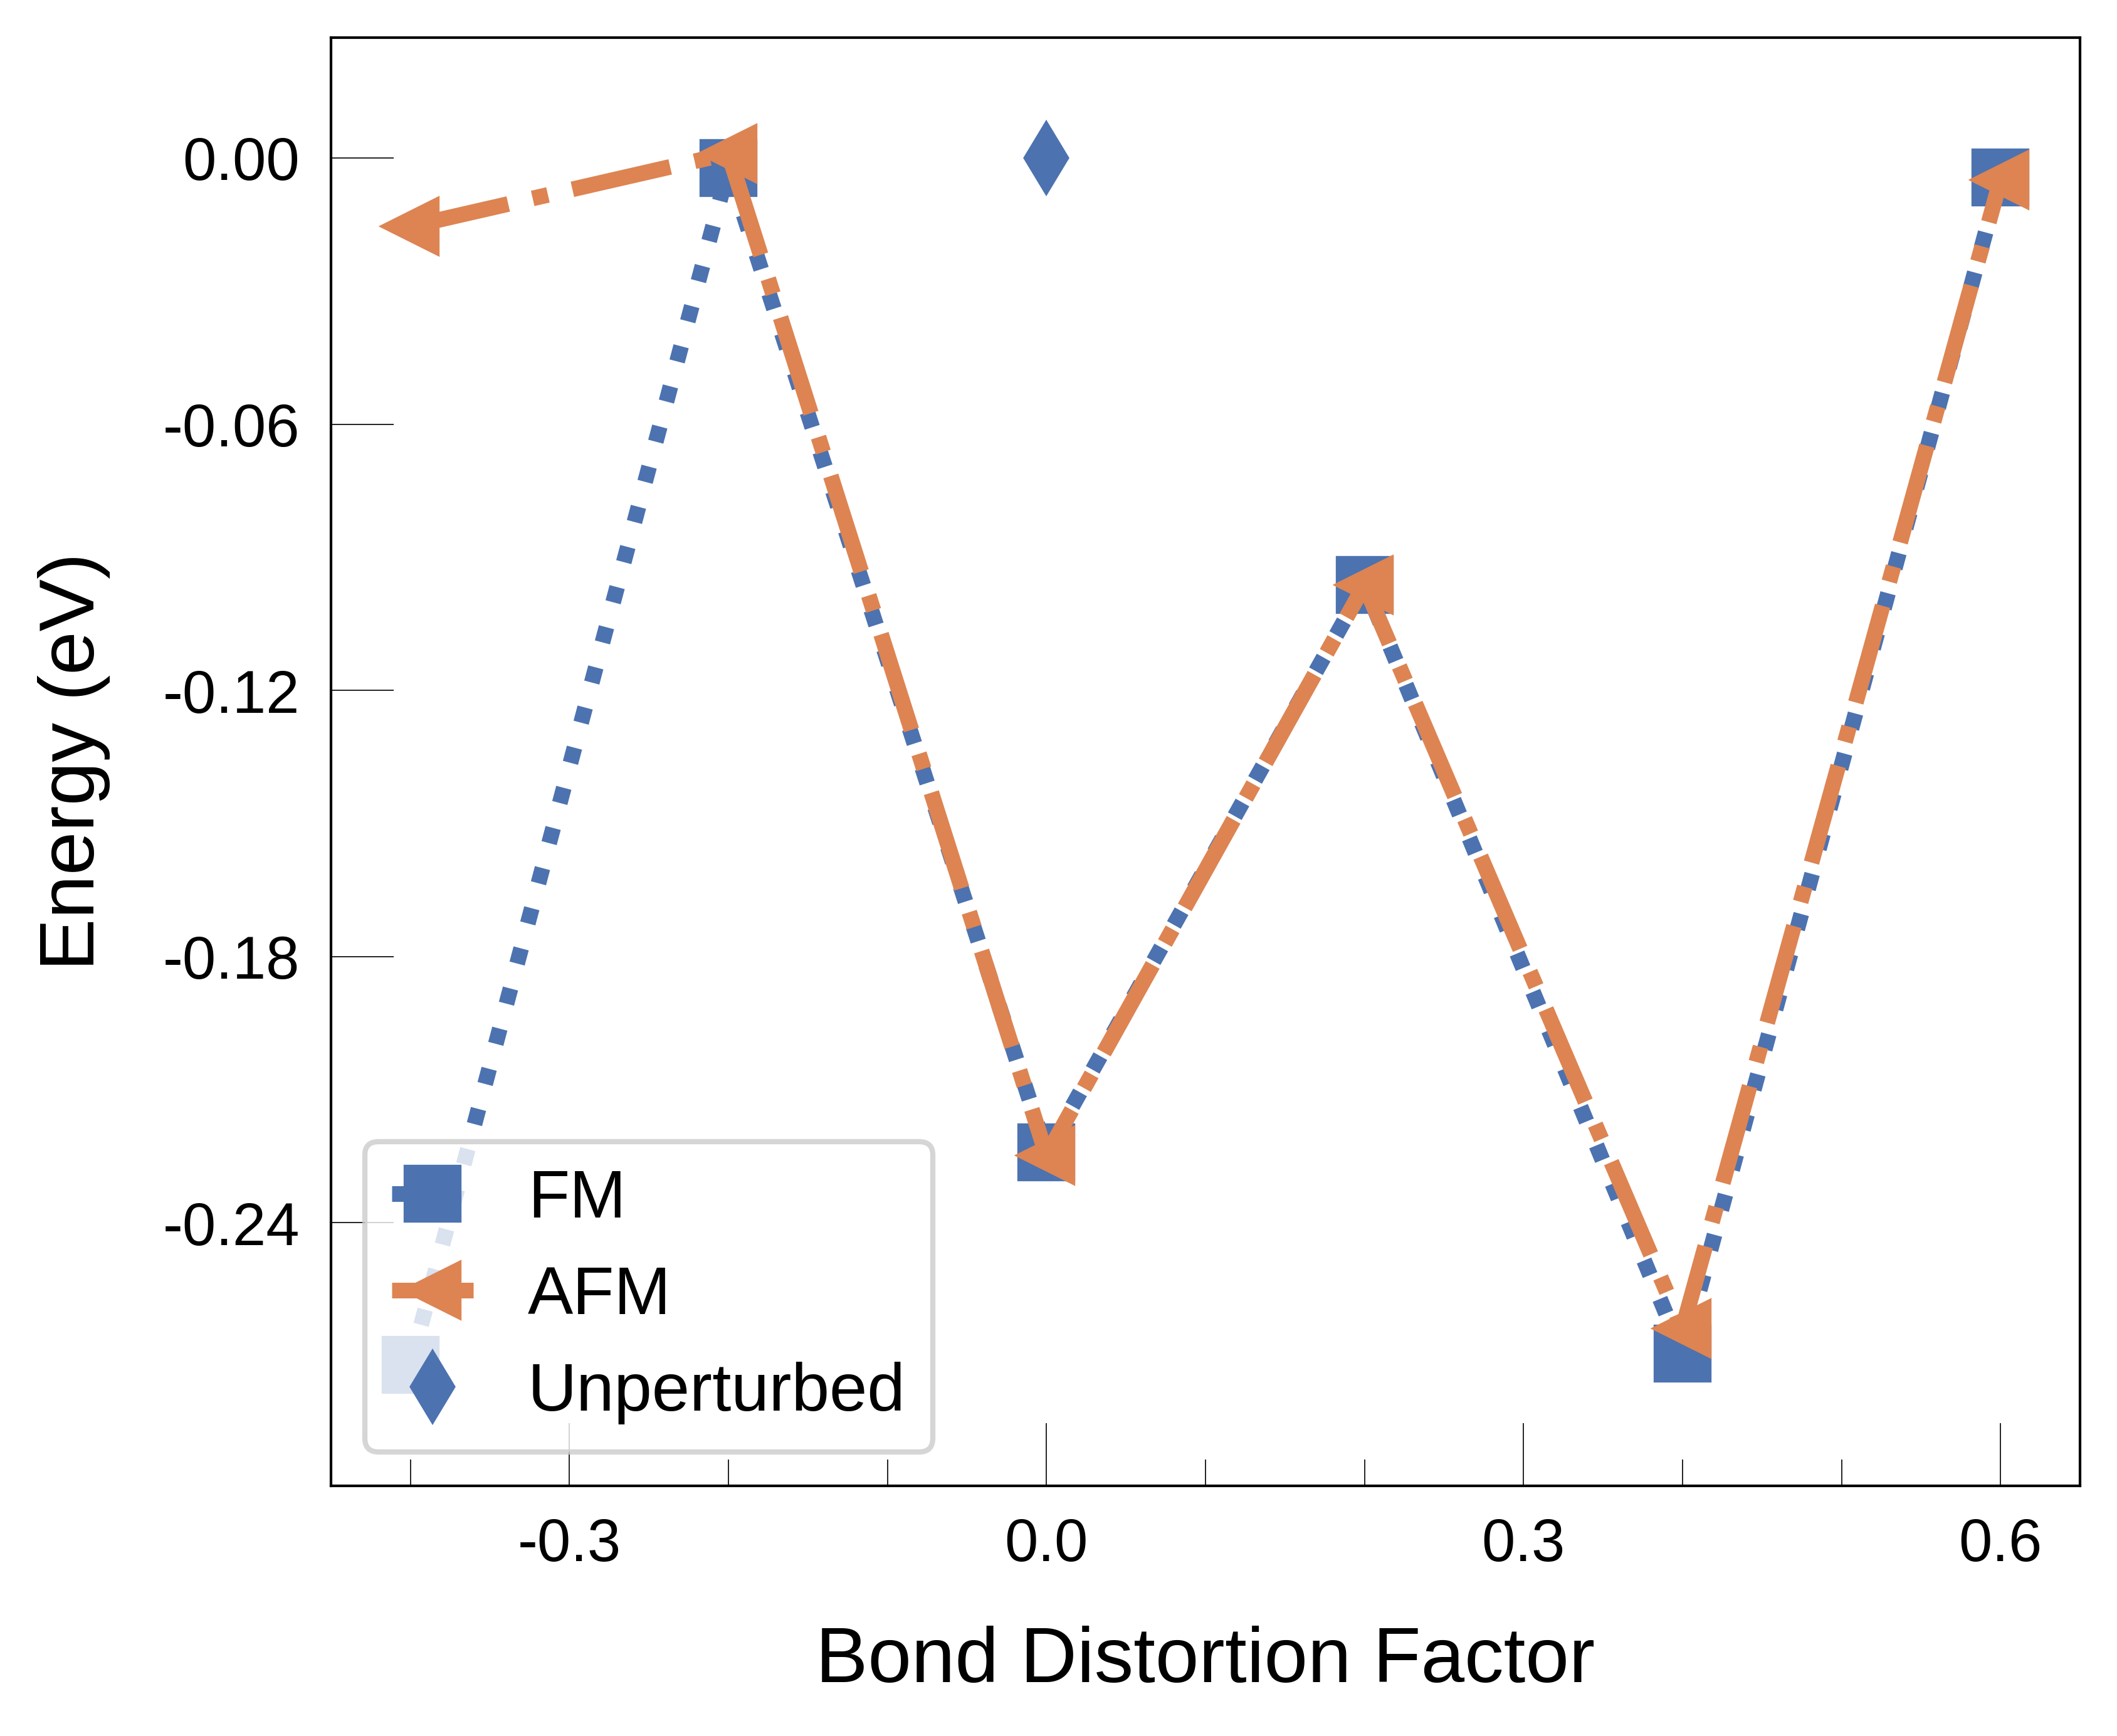 0.00
-0.06
-0.12
-0.18
-0.24
Energy (eV)
FM
AFM
Unperturbed
-0.3 0.0 0.3 0.6
Bond Distortion Factor